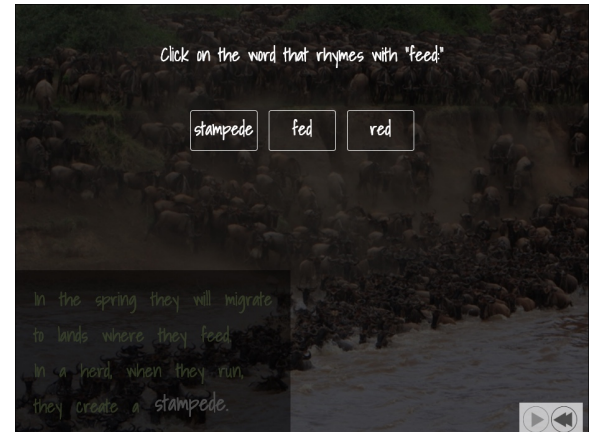 Click on the word that rhymes with "feed."
stampede fed red
In the spring they will migrate
to lands where they feed,
In a herd, when they run,
they create a stampede.